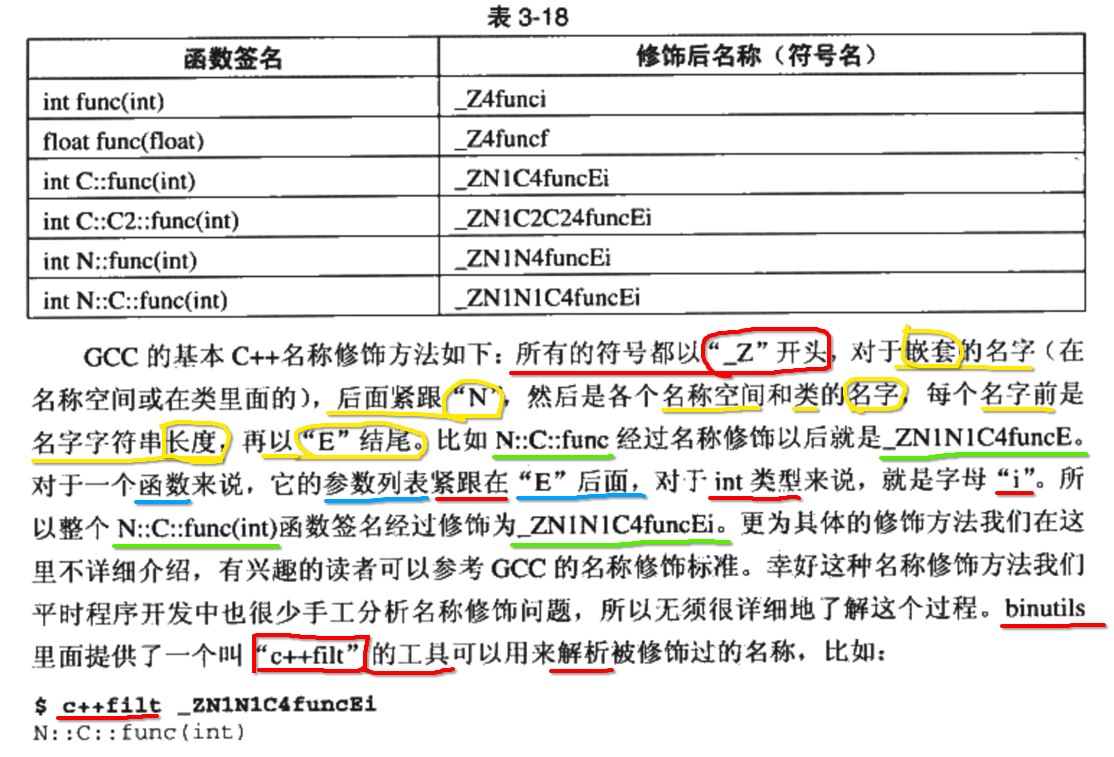 表 3-18
函数签名 修饰后名称（符号名）
int func(int) _Z4funci
float func(float) _Z4funcf
int C::func(int) _ZN1C4funcEi
int C::C2::func(int) _ZN1C2C24funcEi
int N::func(int) _ZN1N4funcEi
int N::C::func(int) _ZN1N1C4funcEi
GCC 的基本 C++名称修饰方法如下：所有的符号都以“_Z”开头，对于嵌套的名字（在
名称空间或在类里面的），后面紧跟“N”，然后是各个名称空间和类的名字，每个名字前是
名字字符串长度，再以“E”结尾。比如 N::C::func 经过名称修饰以后就是_ZN1N1C4funcE。
对于一个函数来说，它的参数列表紧跟在“E”后面，对于 int 类型来说，就是字母“i”。所
以整个 N::C::func(int)函数签名经过修饰为_ZN1N1C4funcEi。更为具体的修饰方法我们在这
里不详细介绍，有兴趣的读者可以参考 GCC 的名称修饰标准。幸好这种名称修饰方法我们
平时程序开发中也很少手工分析名称修饰问题，所以无须很详细地了解这个过程。binutils
里面提供了一个叫“c++filt”的工具可以用来解析被修饰过的名称，比如：
$ c++filt _ZN1N1C4funcEi
N::C::func(int)